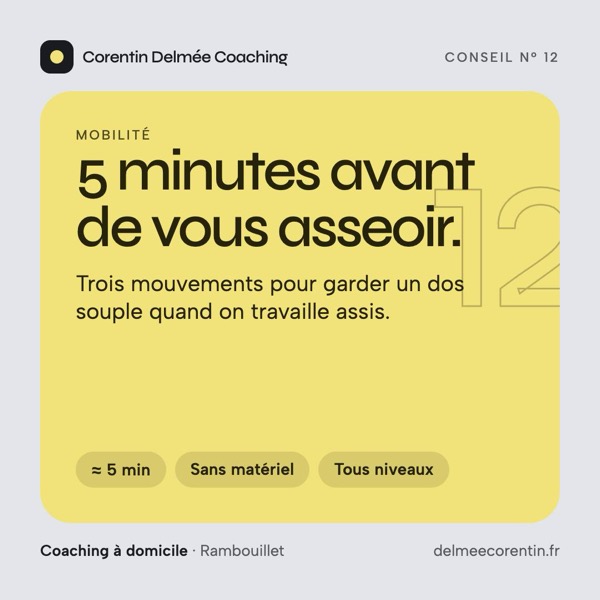 Corentin Delmée Coaching
CONSEIL Nº 12
MOBILITÉ
5 minutes avant
de vous asseoir.
12
Trois mouvements pour garder un dos
souple quand on travaille assis.
≈ 5 min
Sans matériel
Tous niveaux
Coaching à domicile · Rambouillet
delmeecorentin.fr